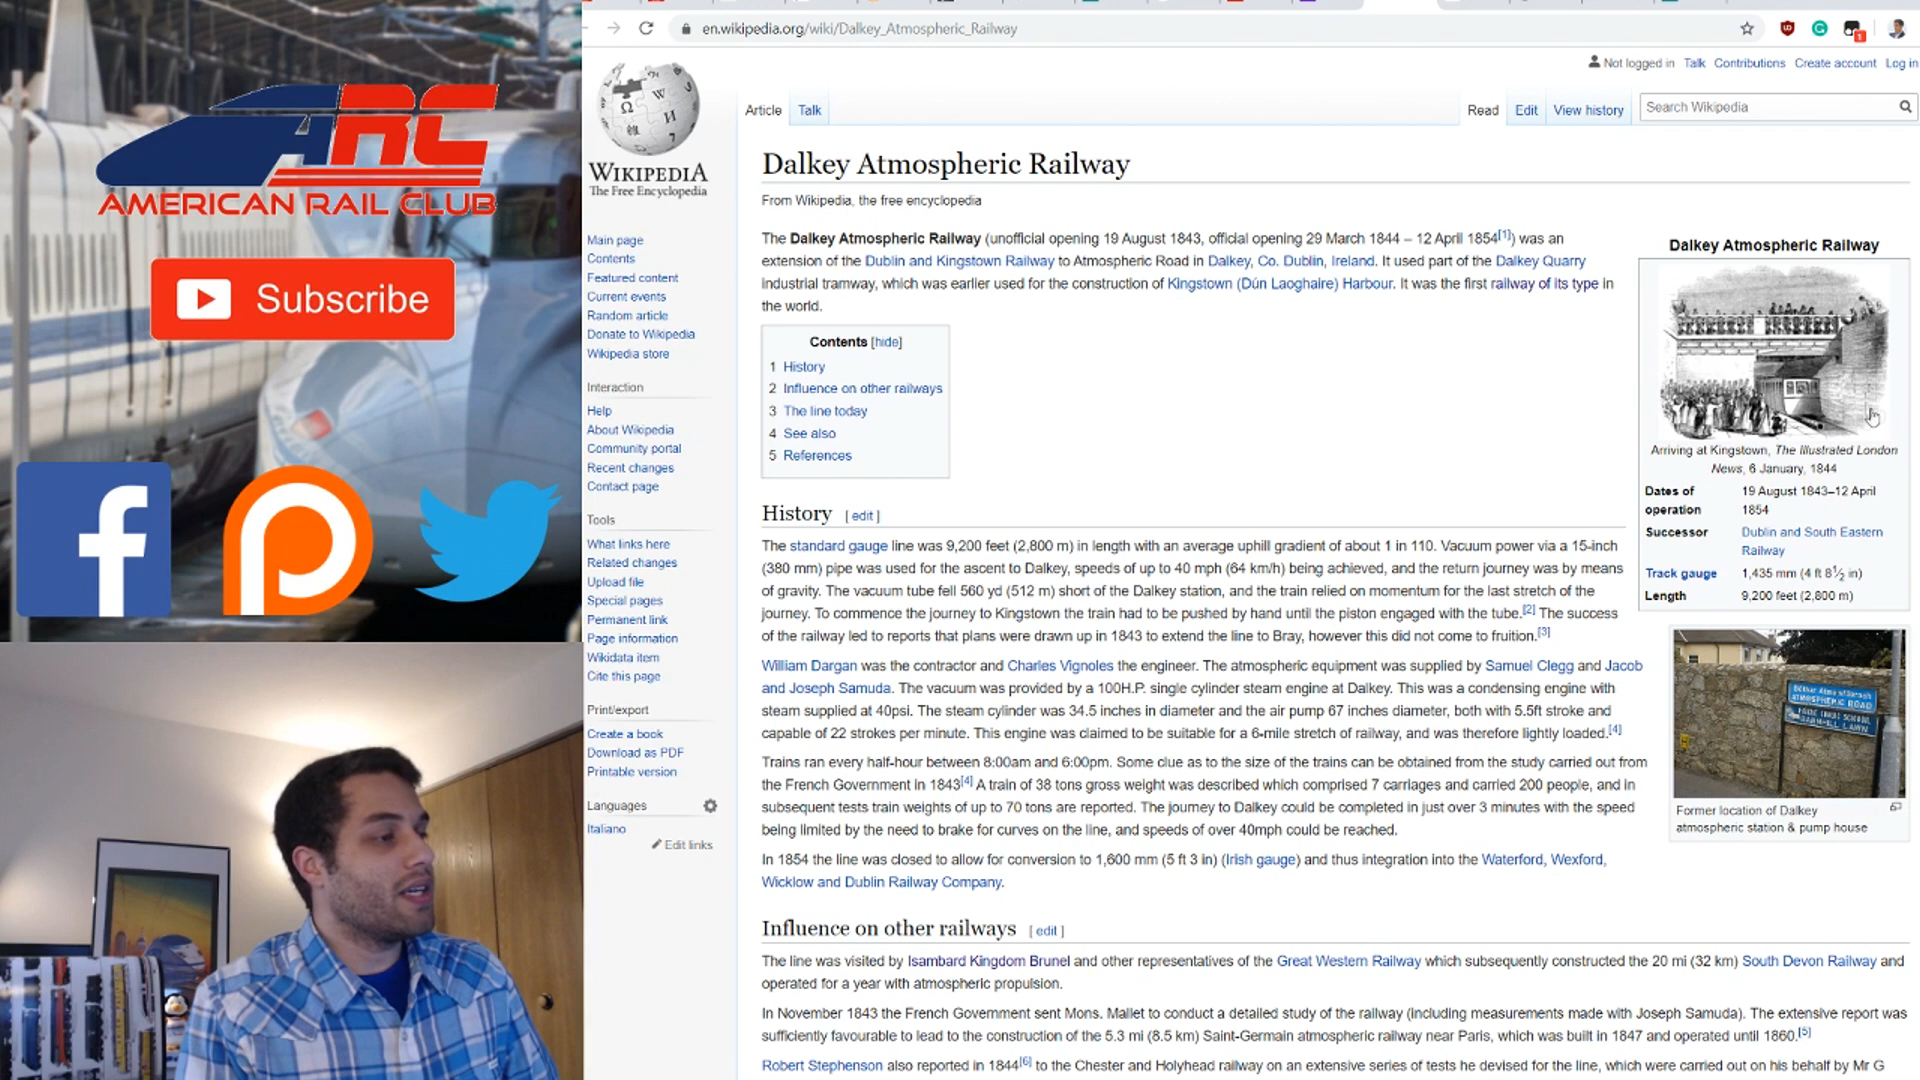 ARC
AMERICAN RAIL CLUB
Subscribe
en.wikipedia.org/wiki/Dalkey_Atmospheric_Railway
1
Not logged in Talk Contributions Create account Log in
WIKIPEDIA
The Free Encyclopedia
Article Talk
Read Edit View history
Search Wikipedia
Main page
Contents
Featured content
Current events
Random article
Donate to Wikipedia
Wikipedia store
Interaction
Help
About Wikipedia
Community portal
Recent changes
Contact page
Tools
What links here
Related changes
Upload file
Special pages
Permanent link
Page information
Wikidata item
Cite this page
Print/export
Create a book
Download as PDF
Printable version
Languages
Italiano
Edit links
Dalkey Atmospheric Railway
From Wikipedia, the free encyclopedia
The Dalkey Atmospheric Railway (unofficial opening 19 August 1843, official opening 29 March 1844 – 12 April 1854[1]) was an
extension of the Dublin and Kingstown Railway to Atmospheric Road in Dalkey, Co. Dublin, Ireland. It used part of the Dalkey Quarry
industrial tramway, which was earlier used for the construction of Kingstown (Dún Laoghaire) Harbour. It was the first railway of its type in
the world.
Contents [hide]
1 History
2 Influence on other railways
3 The line today
4 See also
5 References
History [ edit ]
The standard gauge line was 9,200 feet (2,800 m) in length with an average uphill gradient of about 1 in 110. Vacuum power via a 15-inch
(380 mm) pipe was used for the ascent to Dalkey, speeds of up to 40 mph (64 km/h) being achieved, and the return journey was by means
of gravity. The vacuum tube fell 560 yd (512 m) short of the Dalkey station, and the train relied on momentum for the last stretch of the
journey. To commence the journey to Kingstown the train had to be pushed by hand until the piston engaged with the tube.[2] The success
of the railway led to reports that plans were drawn up in 1843 to extend the line to Bray, however this did not come to fruition.[3]
William Dargan was the contractor and Charles Vignoles the engineer. The atmospheric equipment was supplied by Samuel Clegg and Jacob
and Joseph Samuda. The vacuum was provided by a 100H.P. single cylinder steam engine at Dalkey. This was a condensing engine with
steam supplied at 40psi. The steam cylinder was 34.5 inches in diameter and the air pump 67 inches diameter, both with 5.5ft stroke and
capable of 22 strokes per minute. This engine was claimed to be suitable for a 6-mile stretch of railway, and was therefore lightly loaded.[4]
Trains ran every half-hour between 8:00am and 6:00pm. Some clue as to the size of the trains can be obtained from the study carried out from
the French Government in 1843[4] A train of 38 tons gross weight was described which comprised 7 carriages and carried 200 people, and in
subsequent tests train weights of up to 70 tons are reported. The journey to Dalkey could be completed in just over 3 minutes with the speed
being limited by the need to brake for curves on the line, and speeds of over 40mph could be reached.
In 1854 the line was closed to allow for conversion to 1,600 mm (5 ft 3 in) (Irish gauge) and thus integration into the Waterford, Wexford,
Wicklow and Dublin Railway Company.
Influence on other railways [ edit ]
The line was visited by Isambard Kingdom Brunel and other representatives of the Great Western Railway which subsequently constructed the 20 mi (32 km) South Devon Railway and
operated for a year with atmospheric propulsion.
In November 1843 the French Government sent Mons. Mallet to conduct a detailed study of the railway (including measurements made with Joseph Samuda). The extensive report was
sufficiently favourable to lead to the construction of the 5.3 mi (8.5 km) Saint-Germain atmospheric railway near Paris, which was built in 1847 and operated until 1860.[5]
Robert Stephenson also reported in 1844[6] to the Chester and Holyhead railway on an extensive series of tests he devised for the line, which were carried out on his behalf by Mr G
Dalkey Atmospheric Railway
Arriving at Kingstown, The Illustrated London
News, 6 January, 1844
Dates of operation 19 August 1843–12 April 1854
Successor Dublin and South Eastern Railway
Track gauge 1,435 mm (4 ft 8 1⁄2 in)
Length 9,200 feet (2,800 m)
ATMOSPHERIC ROAD
Former location of Dalkey
atmospheric station & pump house